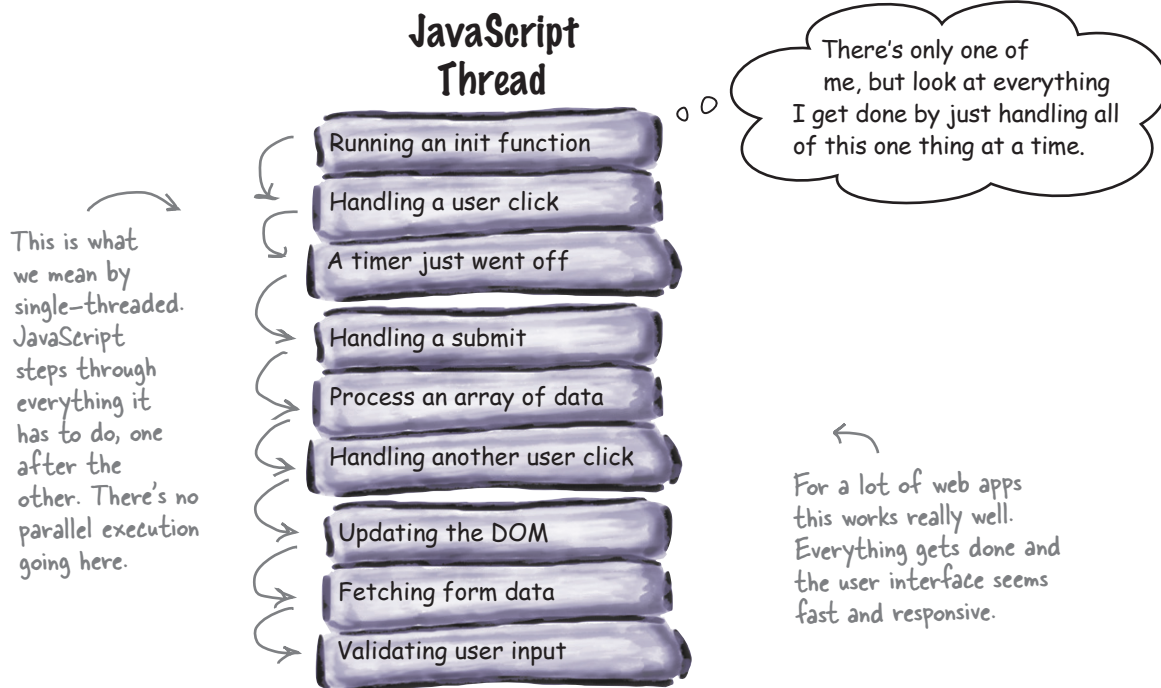 JavaScript
Thread
There's only one of
me, but look at everything
I get done by just handling all
of this one thing at a time.
Running an init function
Handling a user click
A timer just went off
Handling a submit
Process an array of data
Handling another user click
Updating the DOM
Fetching form data
Validating user input
This is what
we mean by
single-threaded.
JavaScript
steps through
everything it
has to do, one
after the
other. There's no
parallel execution
going here.
For a lot of web apps
this works really well.
Everything gets done and
the user interface seems
fast and responsive.